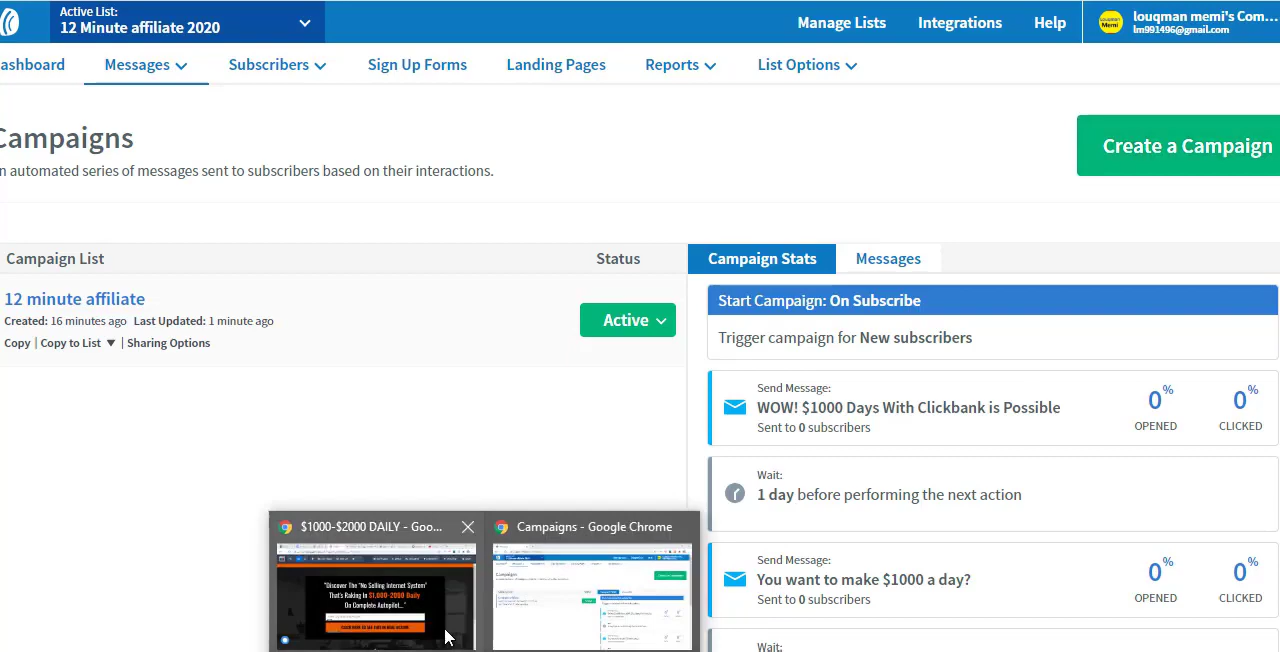 Active List:
12 Minute affiliate 2020
Manage Lists
Integrations
Help
louqman memi's Com...
lm991496@gmail.com
ashboard
Messages
Subscribers
Sign Up Forms
Landing Pages
Reports
List Options
Campaigns
n automated series of messages sent to subscribers based on their interactions.
Create a Campaign
Campaign List
Status
Campaign Stats
Messages
12 minute affiliate
Created: 16 minutes ago Last Updated: 1 minute ago
Copy | Copy to List ▼ | Sharing Options
Active
Start Campaign: On Subscribe
Trigger campaign for New subscribers
Send Message:
WOW! $1000 Days With Clickbank is Possible
Sent to 0 subscribers
0%
OPENED
0%
CLICKED
Wait:
1 day before performing the next action
Send Message:
You want to make $1000 a day?
Sent to 0 subscribers
0%
OPENED
0%
CLICKED
Wait:
$1000-$2000 DAILY - Goo...
Campaigns - Google Chrome
"Discover The "No Selling Internet System"
That's Raking In $1,000-2000 Daily
On Complete Autopilot..."